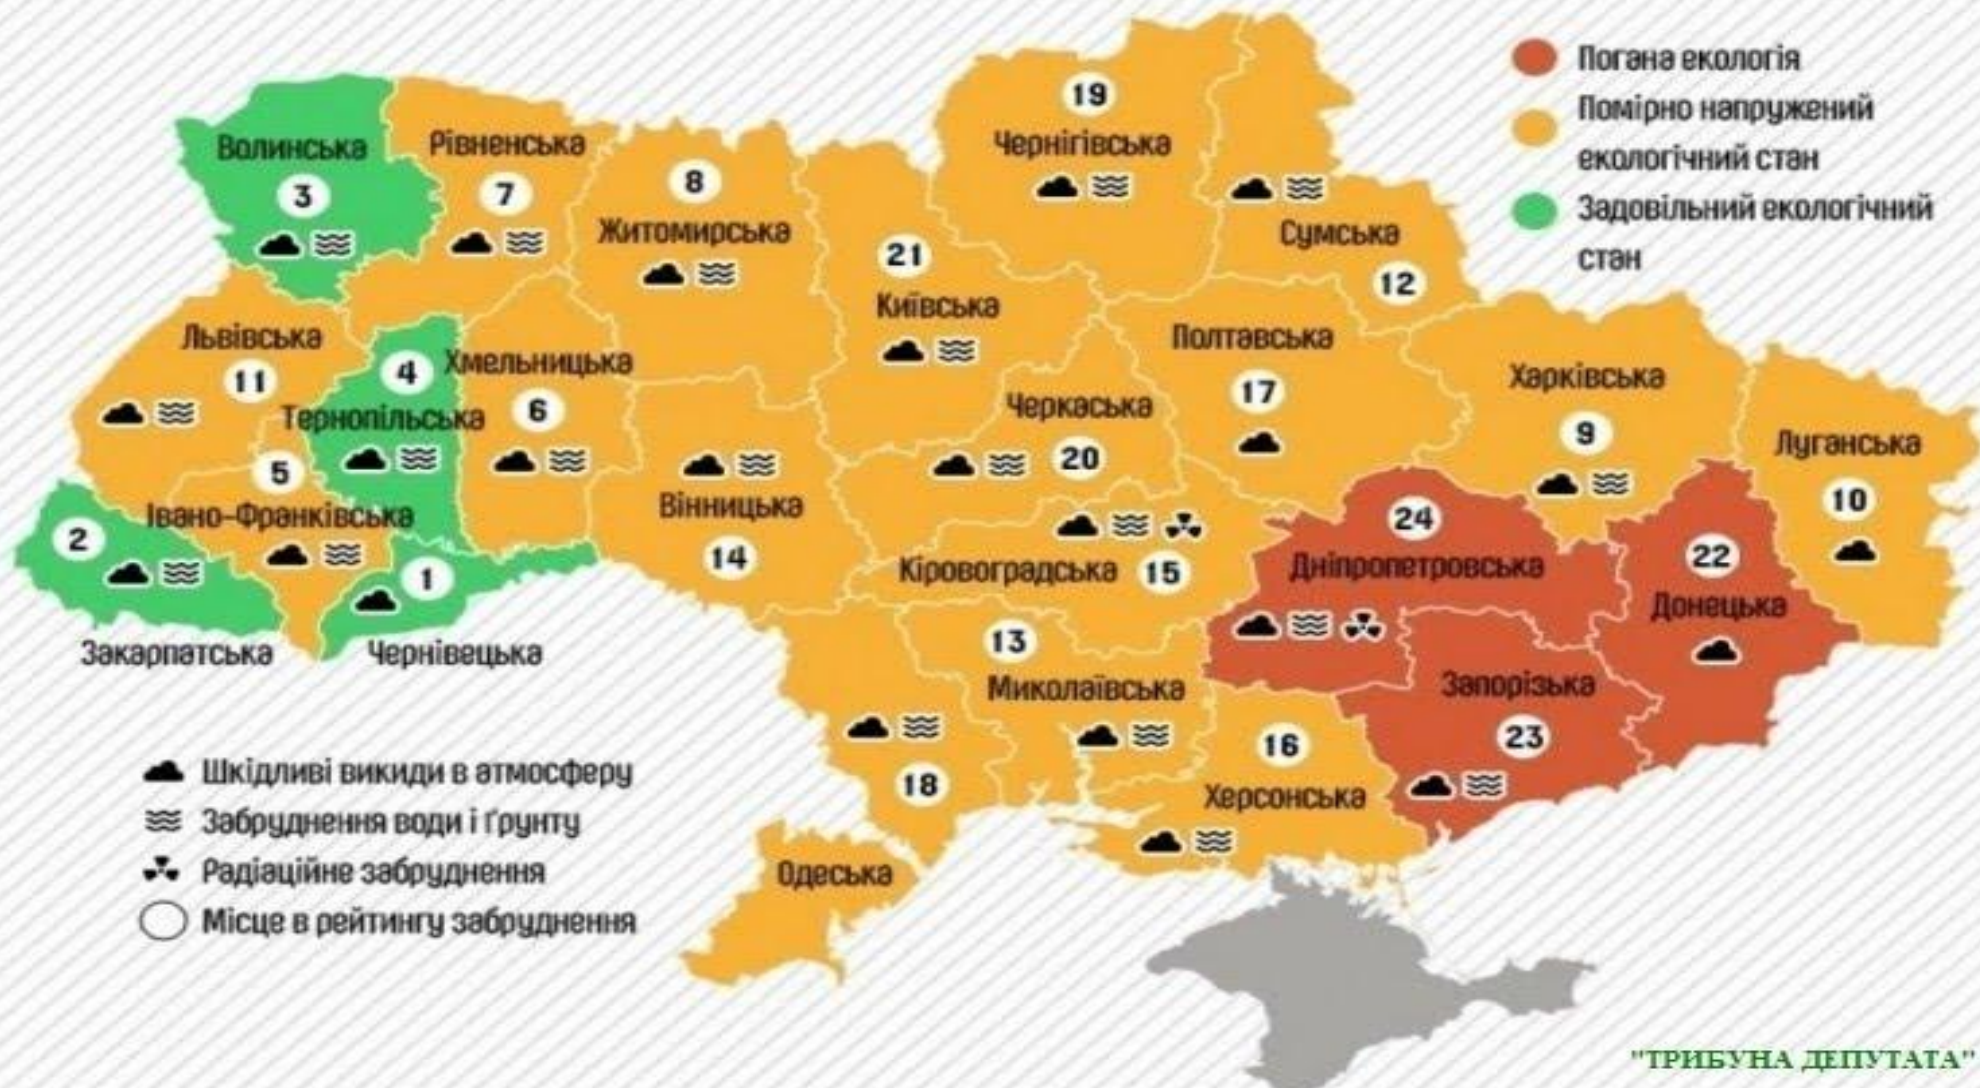 19
Чернігівська
Погана екологія
Помірно напружений
екологічний стан
Задовільний екологічний
стан
Волинська
3
Рівненська
7
8
Житомирська
21
Київська
Сумська
12
Львівська
11
4
Тернопільська
Хмельницька
6
Полтавська
17
Харківська
9
Луганська
10
Черкаська
20
5
Івано-Франківська
2
Закарпатська
1
Чернівецька
Вінницька
14
Кіровоградська 15
24
Дніпропетровська
22
Донецька
13
Миколаївська
Запорізька
23
16
Херсонська
18
Одеська
Шкідливі викиди в атмосферу
Забруднення води і ґрунту
Радіаційне забруднення
Місце в рейтингу забруднення
"ТРИБУНА ДЕПУТАТА"